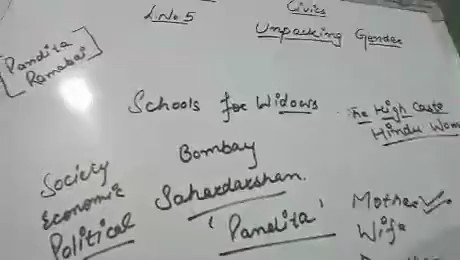 L.No 5
Civics
Unpacking Gender
[Pandita
Ramabai]
Schools for Widows
The High Caste
Hindu Wom
Bombay
Society
Economic
Political
Sahardarshan.
'Pandita'
Mother
Wife